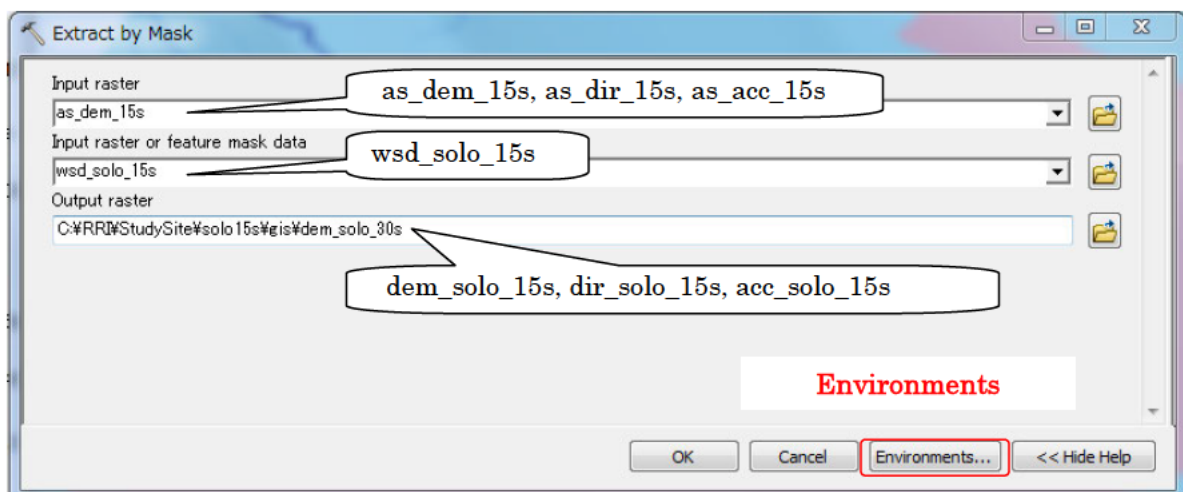 Extract by Mask
Input raster
as_dem_15s, as_dir_15s, as_acc_15s
as_dem_15s
Input raster or feature mask data
wsd_solo_15s
wsd_solo_15s
Output raster
C:¥RRI¥StudySite¥solo15s¥gis¥dem_solo_30s
dem_solo_15s, dir_solo_15s, acc_solo_15s
Environments
OK
Cancel
Environments...
<< Hide Help